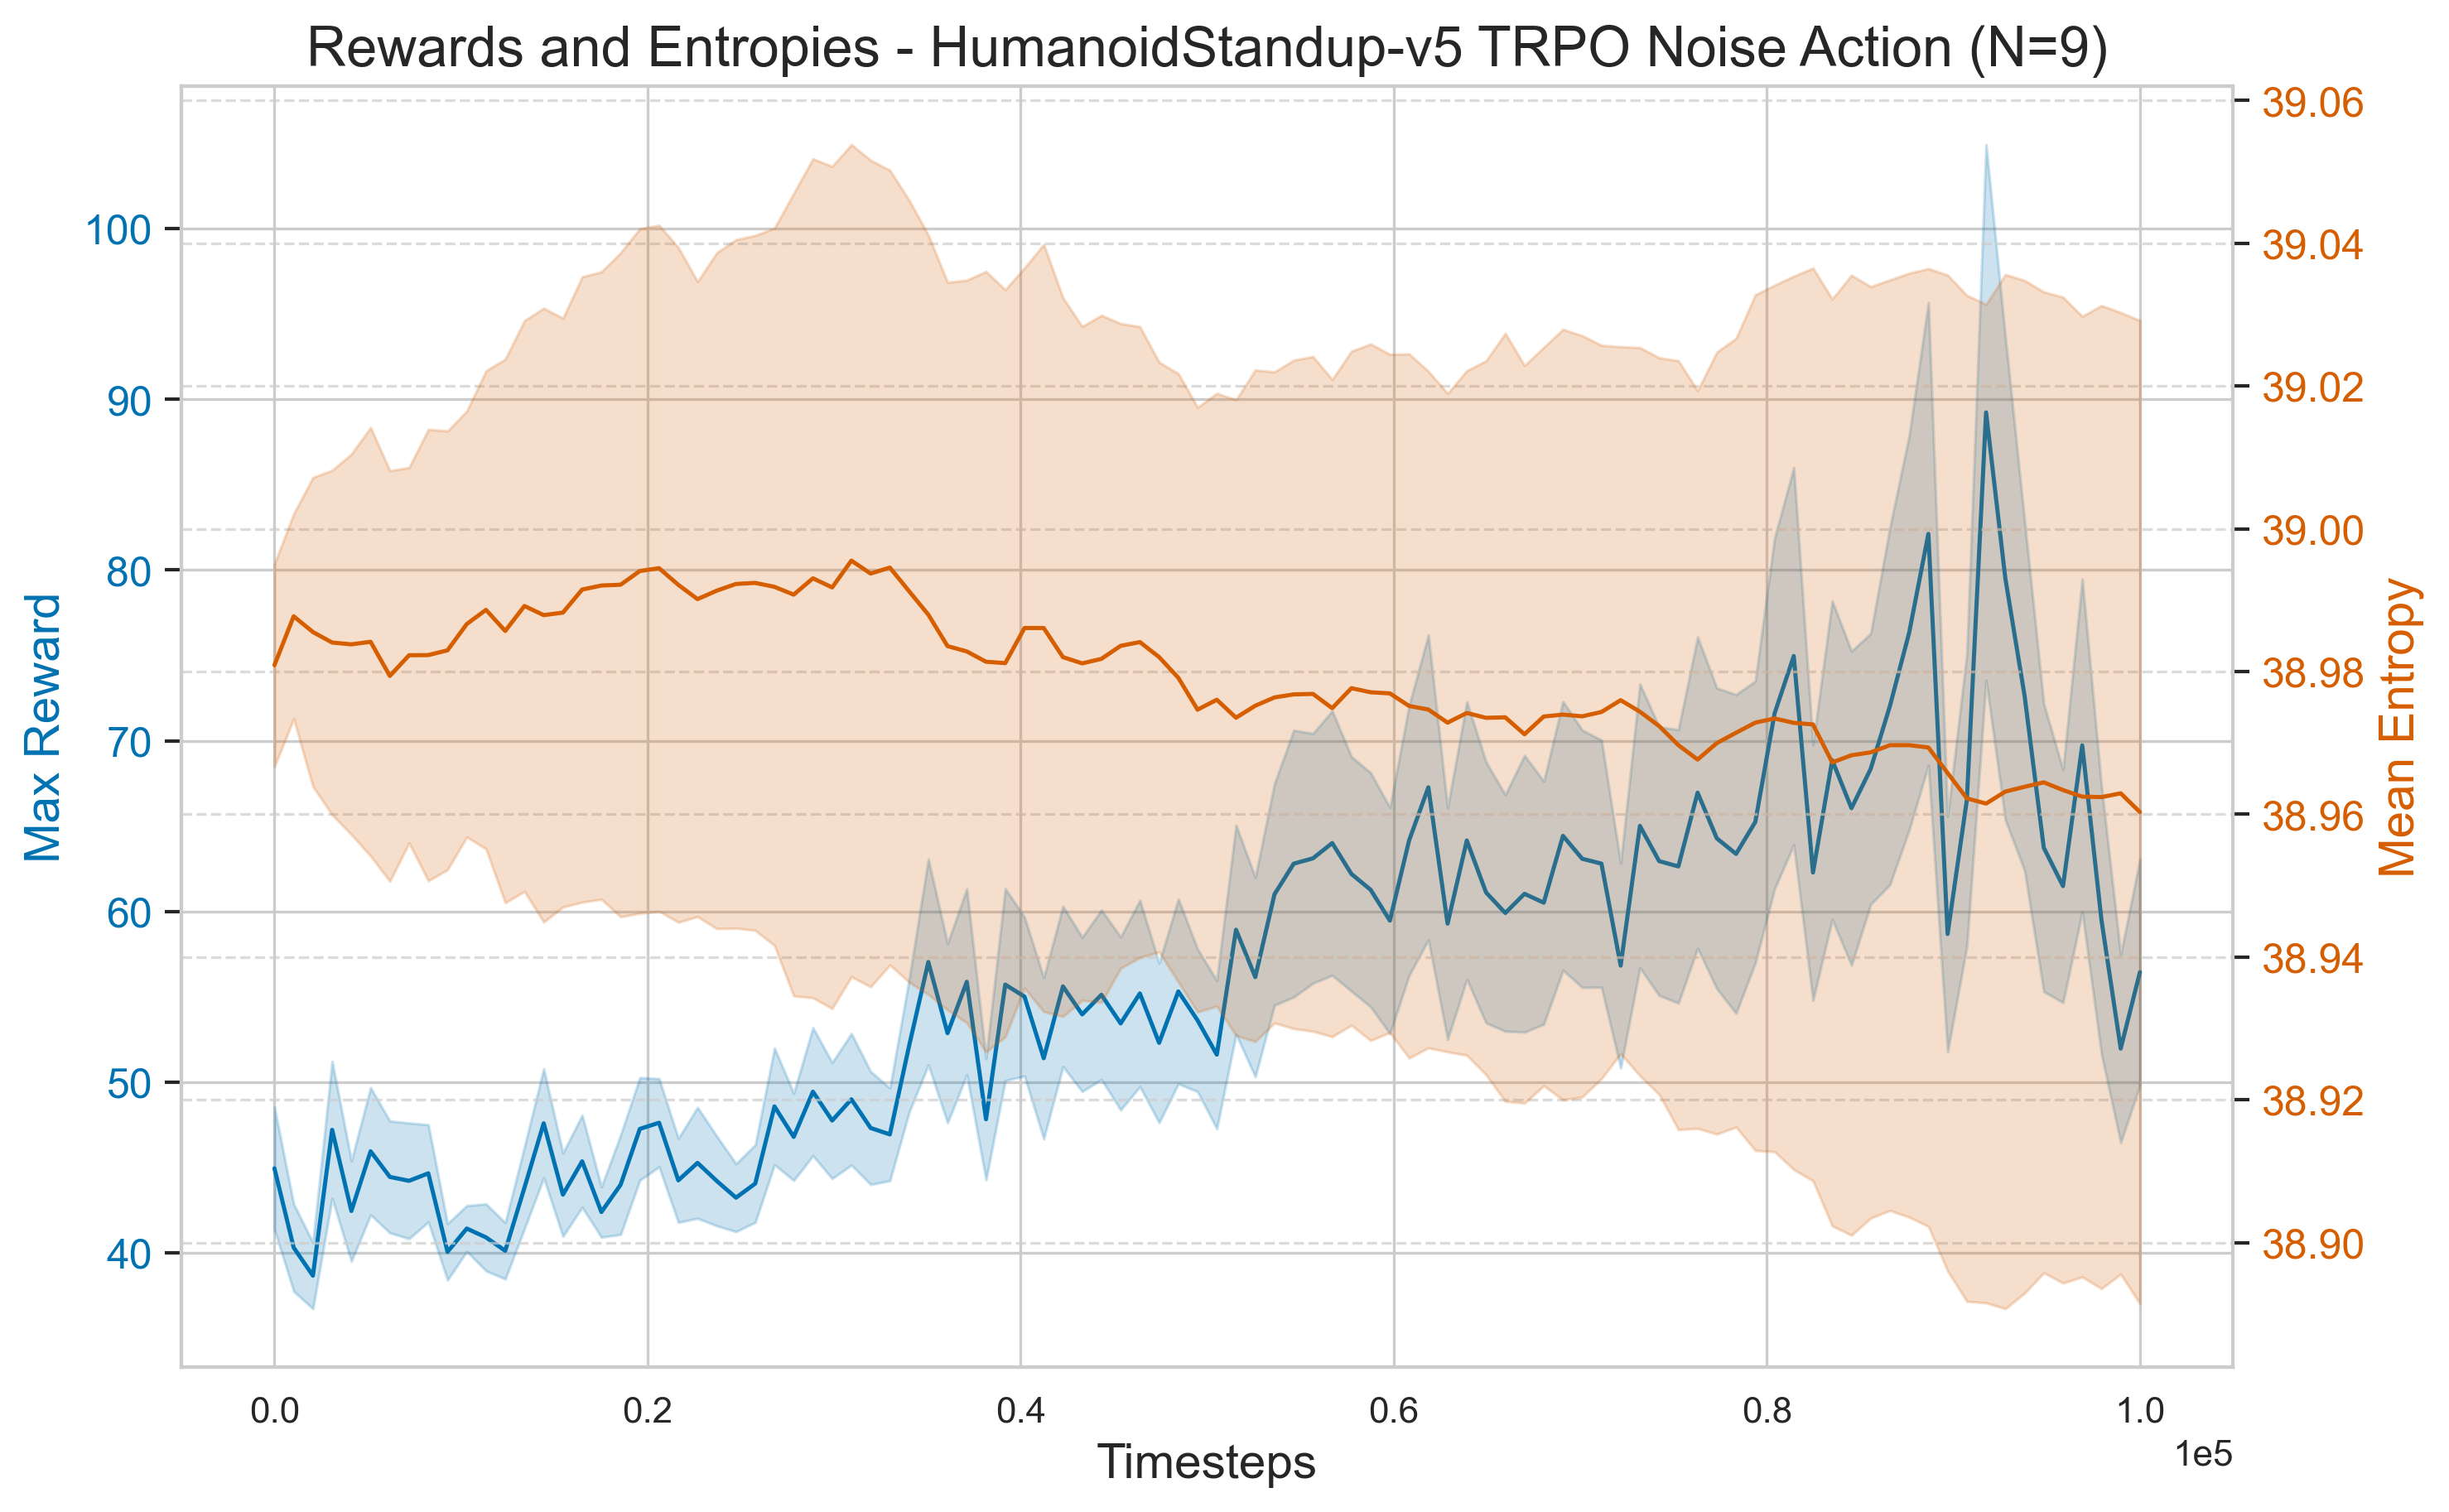 Rewards and Entropies - HumanoidStandup-v5 TRPO Noise Action (N=9)
Max Reward
100
90
80
70
60
50
40
39.06
39.04
39.02
39.00
38.98
38.96
38.94
38.92
38.90
Mean Entropy
0.0 0.2 0.4 0.6 0.8 1.0
1e5
Timesteps